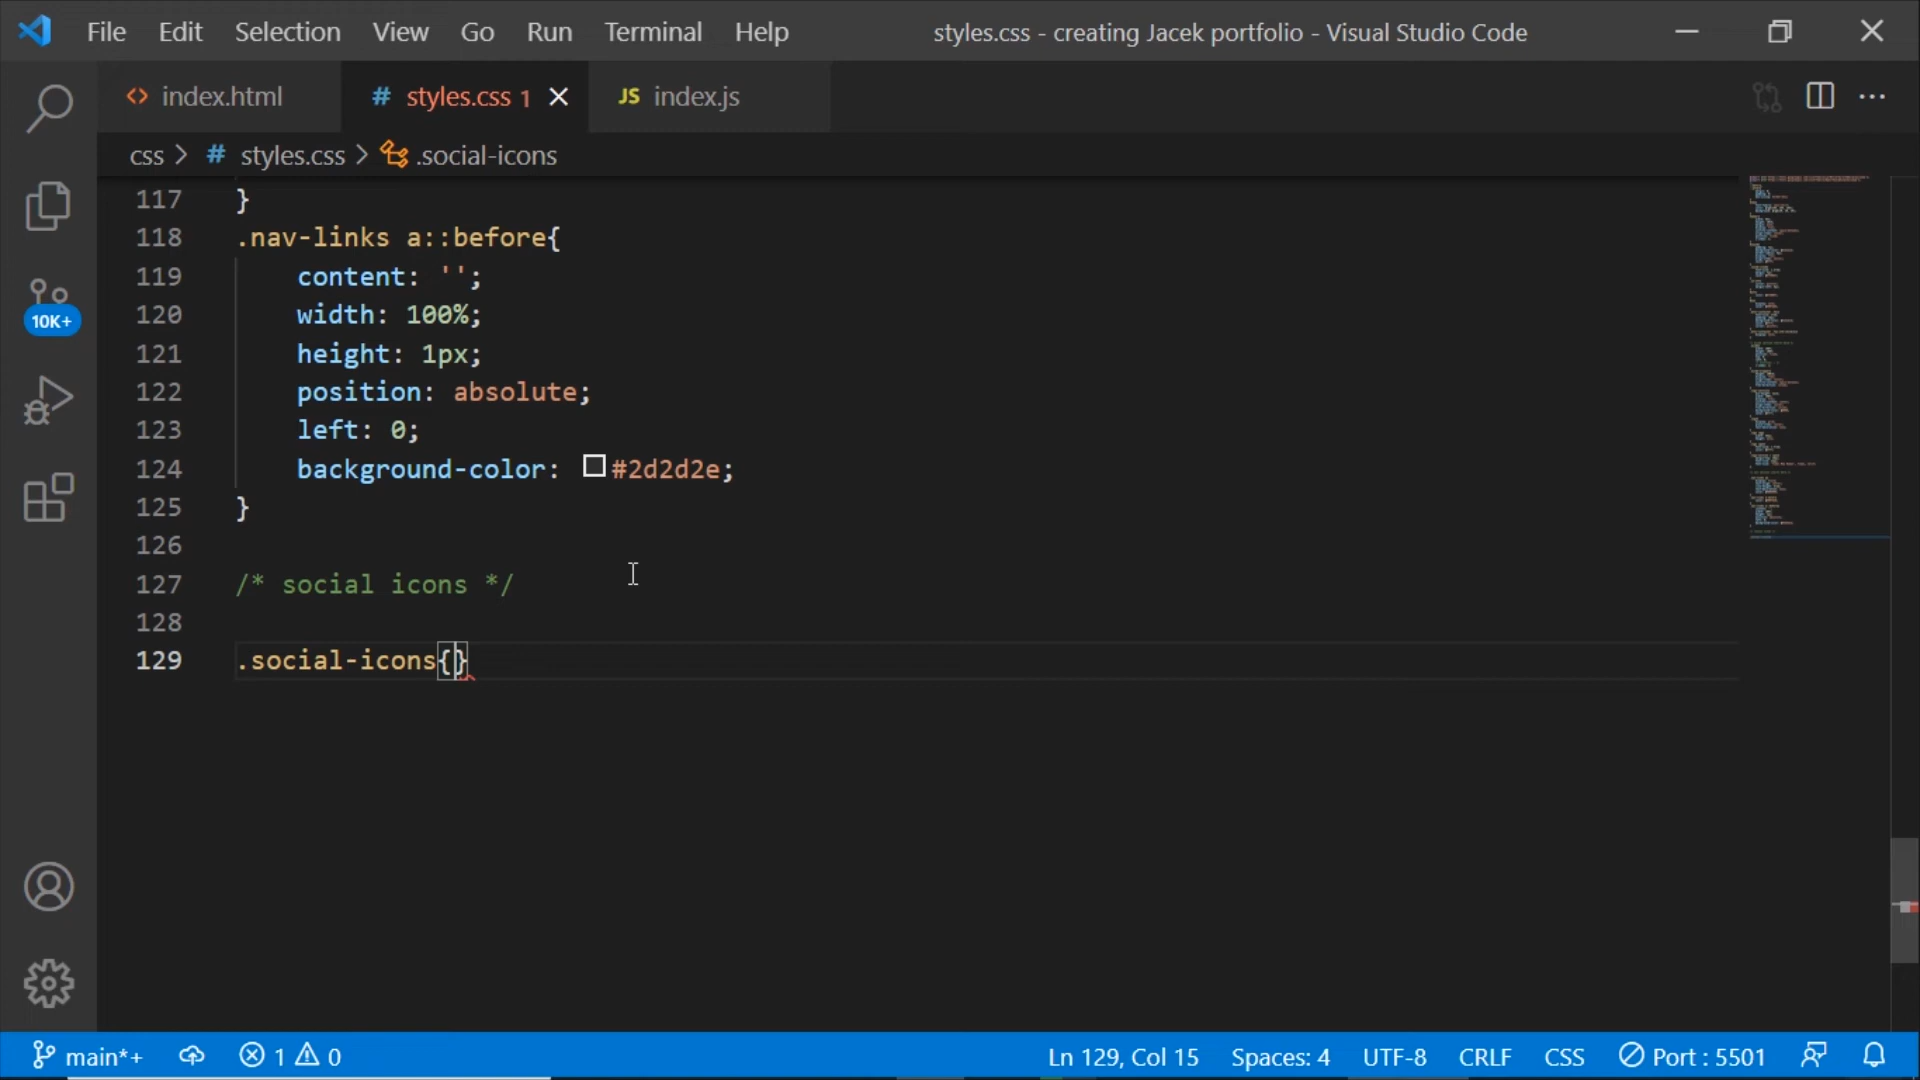 File Edit Selection View Go Run Terminal Help styles.css - creating Jacek portfolio - Visual Studio Code
<> index.html # styles.css 1 JS index.js
css > # styles.css > .social-icons
117 }
118 .nav-links a::before{
119 content: '';
120 width: 100%;
121 height: 1px;
122 position: absolute;
123 left: 0;
124 background-color: #2d2d2e;
125 }
126
127 /* social icons */
128
129 .social-icons{}
10K+
main*+ 1 0 Ln 129, Col 15 Spaces: 4 UTF-8 CRLF CSS Port : 5501